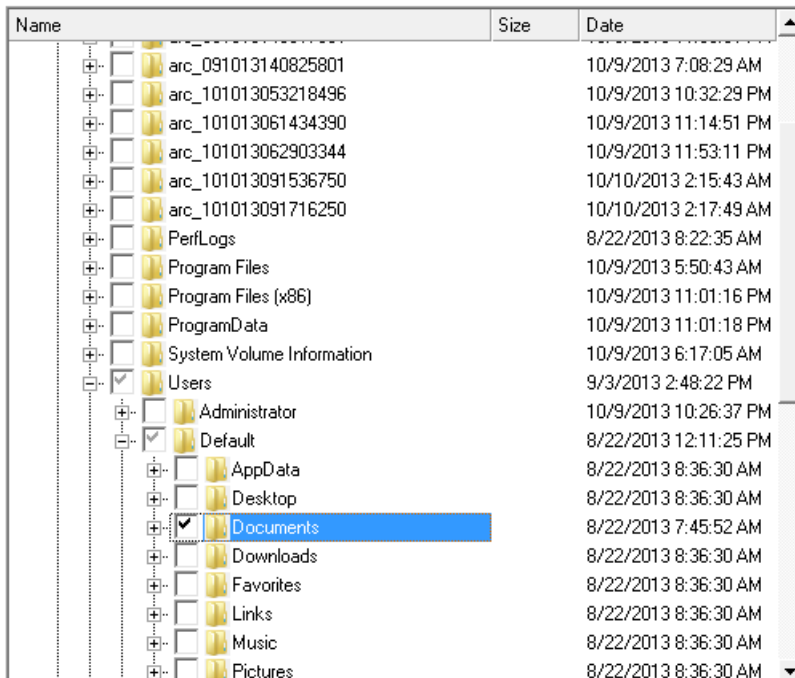 Name Size Date
arc_091013140825801 10/9/2013 7:08:29 AM
arc_101013053218496 10/9/2013 10:32:29 PM
arc_101013061434390 10/9/2013 11:14:51 PM
arc_101013062903344 10/9/2013 11:53:11 PM
arc_101013091536750 10/10/2013 2:15:43 AM
arc_101013091716250 10/10/2013 2:17:49 AM
PerfLogs 8/22/2013 8:22:35 AM
Program Files 10/9/2013 5:50:43 AM
Program Files (x86) 10/9/2013 11:01:16 PM
ProgramData 10/9/2013 11:01:18 PM
System Volume Information 10/9/2013 6:17:05 AM
Users 9/3/2013 2:48:22 PM
Administrator 10/9/2013 10:26:37 PM
Default 8/22/2013 12:11:25 PM
AppData 8/22/2013 8:36:30 AM
Desktop 8/22/2013 8:36:30 AM
Documents 8/22/2013 7:45:52 AM
Downloads 8/22/2013 8:36:30 AM
Favorites 8/22/2013 8:36:30 AM
Links 8/22/2013 8:36:30 AM
Music 8/22/2013 8:36:30 AM
Pictures 8/22/2013 8:36:30 AM